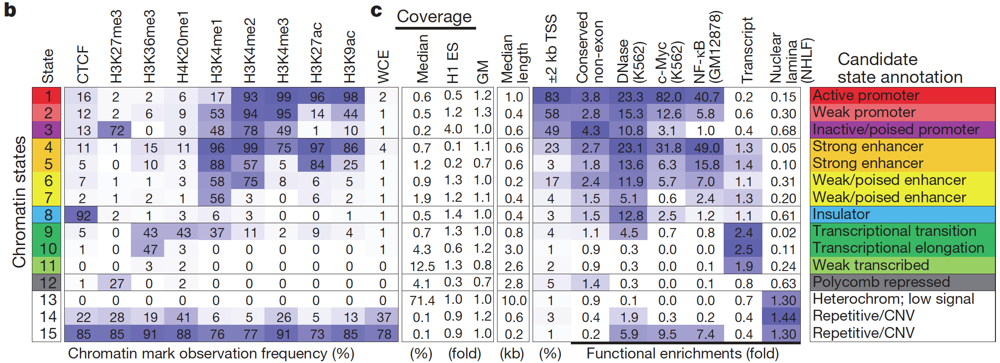 b
c
Coverage
State
CTCF
H3K27me3
H3K36me3
H4K20me1
H3K4me1
H3K4me2
H3K4me3
H3K27ac
H3K9ac
WCE
Median
H1 ES
GM
Median length
±2 kb TSS
Conserved non-exon
DNase (K562)
c-Myc (K562)
NF-κB (GM12878)
Transcript
Nuclear lamina (NHLF)
Candidate
state annotation
Chromatin states
1 16 2 2 6 17 93 99 96 98 2 0.6 0.5 1.2 1.0 83 3.8 23.3 82.0 40.7 0.2 0.15 Active promoter
2 12 2 6 9 53 94 95 14 44 1 0.5 1.2 1.3 0.4 58 2.8 15.3 12.6 5.8 0.6 0.30 Weak promoter
3 13 72 0 9 48 78 49 1 10 1 0.2 4.0 1.0 0.6 49 4.3 10.8 3.1 1.0 0.4 0.68 Inactive/poised promoter
4 11 1 15 11 96 99 75 97 86 4 0.7 0.1 1.1 0.6 23 2.7 23.1 31.8 49.0 1.3 0.05 Strong enhancer
5 5 0 10 3 88 57 5 84 25 1 1.2 0.2 0.7 0.6 3 1.8 13.6 6.3 15.8 1.4 0.10 Strong enhancer
6 7 1 1 3 58 75 8 6 5 1 0.9 1.3 1.0 0.2 17 2.4 11.9 5.7 7.0 1.1 0.31 Weak/poised enhancer
7 2 1 2 1 56 3 0 6 2 1 1.9 1.2 1.1 0.4 4 1.5 5.1 0.6 2.4 1.3 0.20 Weak/poised enhancer
8 92 2 1 3 6 3 0 0 1 1 0.5 1.4 1.0 0.4 3 1.5 12.8 2.5 1.2 1.1 0.61 Insulator
9 5 0 43 43 37 11 2 9 4 1 0.7 1.3 1.0 0.8 4 1.1 4.5 0.7 0.8 2.4 0.02 Transcriptional transition
10 1 0 47 3 0 0 0 0 0 1 4.3 0.6 1.2 3.0 1 0.9 0.3 0.0 0.0 2.5 0.11 Transcriptional elongation
11 0 0 3 2 0 0 0 0 0 0 12.5 1.3 0.8 2.6 2 0.9 0.3 0.0 0.1 1.9 0.24 Weak transcribed
12 1 27 0 2 0 0 0 0 0 0 4.1 0.3 0.7 2.8 5 1.4 0.3 0.0 0.1 0.8 0.63 Polycomb repressed
13 0 0 0 0 0 0 0 0 0 0 71.4 1.0 1.0 10.0 1 0.9 0.1 0.0 0.0 0.7 1.30 Heterochrom; low signal
14 22 28 19 41 6 5 26 5 13 37 0.1 0.9 1.2 0.6 3 0.4 1.9 0.3 0.2 0.4 1.44 Repetitive/CNV
15 85 85 91 88 76 77 91 73 85 78 0.1 0.9 1.0 0.2 1 0.2 5.9 9.5 7.4 0.4 1.30 Repetitive/CNV
Chromatin mark observation frequency (%) (%) (fold) (kb) (%) Functional enrichments (fold)